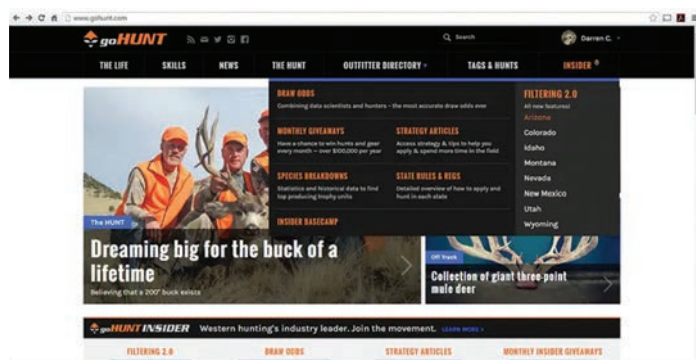 www.gohunt.com
goHUNT
Search
Darren C.
THE LIFE
SKILLS
NEWS
THE HUNT
OUTFITTER DIRECTORY
TAGS & HUNTS
INSIDER
DRAW ODDS
Combining data scientists and hunters – the most accurate draw odds ever
MONTHLY GIVEAWAYS
Have a chance to win hunts and gear
every month – over $100,000 per year
STRATEGY ARTICLES
Access strategy & tips to help you
apply & spend more time in the field
SPECIES BREAKDOWNS
Statistics and historical data to find
top producing trophy units
STATE RULES & REGS
Detailed overview of how to apply and
hunt in each state
INSIDER BASECAMP
FILTERING 2.0
All new features!
Arizona
Colorado
Idaho
Montana
Nevada
New Mexico
Utah
Wyoming
The HUNT
Dreaming big for the buck of a
lifetime
Believing that a 200" buck exists
Off Track
Collection of giant three-point
mule deer
goHUNT INSIDER Western hunting's industry leader. Join the movement. LEARN MORE »
FILTERING 2.0
DRAW ODDS
STRATEGY ARTICLES
MONTHLY INSIDER GIVEAWAYS